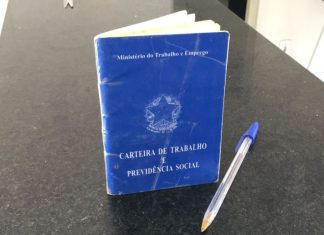 Ministério do Trabalho e Emprego
CARTEIRA DE TRABALHO
E
PREVIDÊNCIA SOCIAL